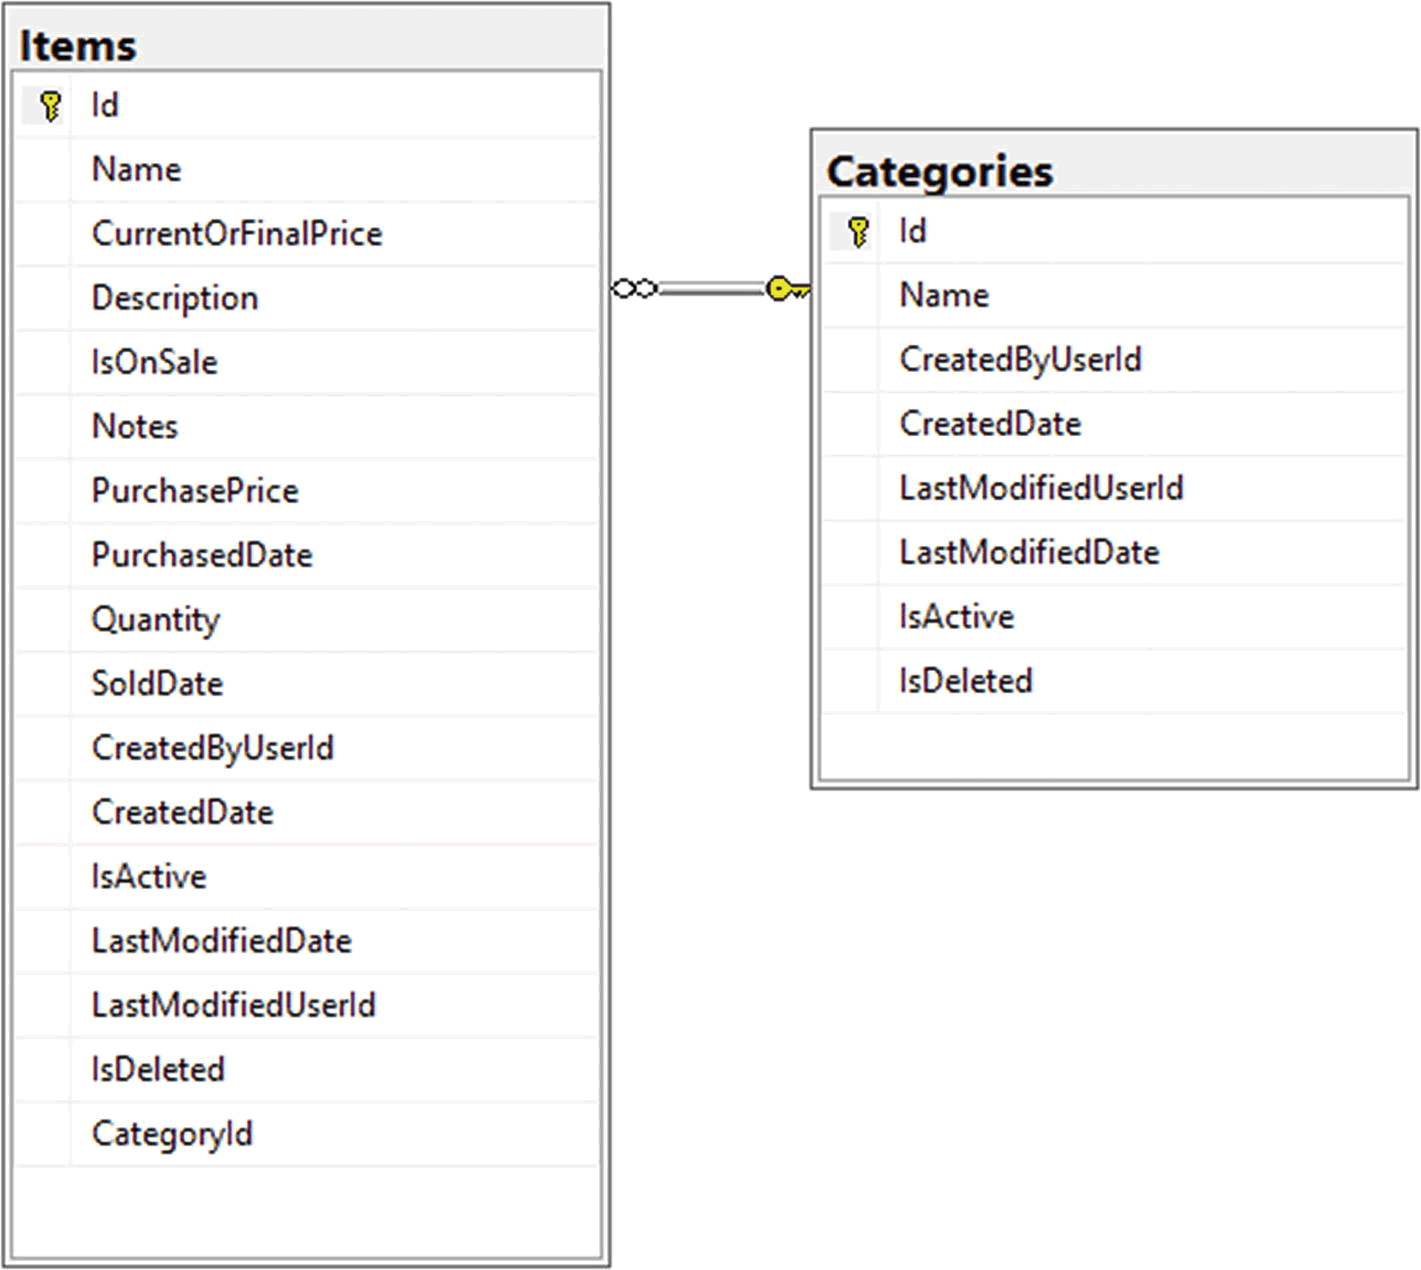 Items
Id
Name
CurrentOrFinalPrice
Description
IsOnSale
Notes
PurchasePrice
PurchasedDate
Quantity
SoldDate
CreatedByUserId
CreatedDate
IsActive
LastModifiedDate
LastModifiedUserId
IsDeleted
CategoryId
Categories
Id
Name
CreatedByUserId
CreatedDate
LastModifiedUserId
LastModifiedDate
IsActive
IsDeleted